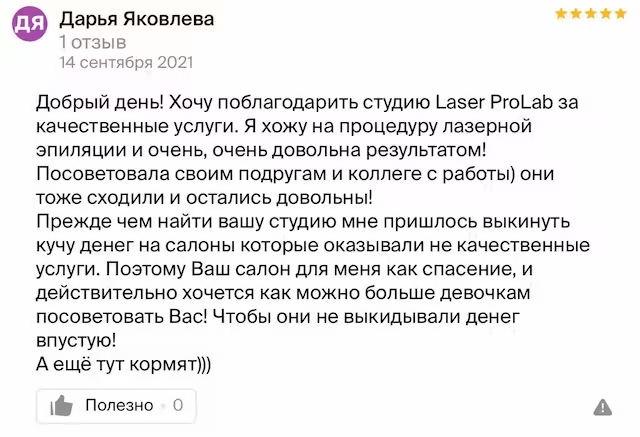 ДЯ
Дарья Яковлева
1 отзыв
14 сентября 2021
Добрый день! Хочу поблагодарить студию Laser ProLab за
качественные услуги. Я хожу на процедуру лазерной
эпиляции и очень, очень довольна результатом!
Посоветовала своим подругам и коллеге с работы) они
тоже сходили и остались довольны!
Прежде чем найти вашу студию мне пришлось выкинуть
кучу денег на салоны которые оказывали не качественные
услуги. Поэтому Ваш салон для меня как спасение, и
действительно хочется как можно больше девочкам
посоветовать Вас! Чтобы они не выкидывали денег
впустую!
А ещё тут кормят)))
Полезно • 0